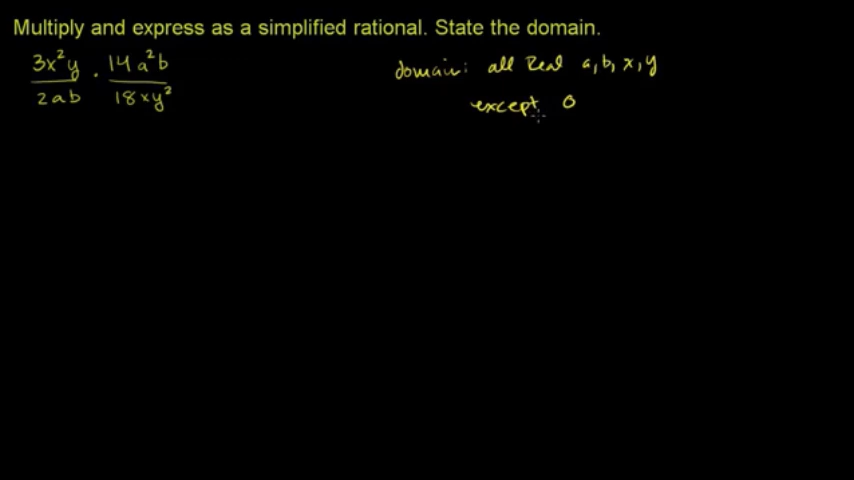 Multiply and express as a simplified rational. State the domain.
3x²y/2ab · 14a²b/18xy²
domain: all Real a, b, x, y
except 0